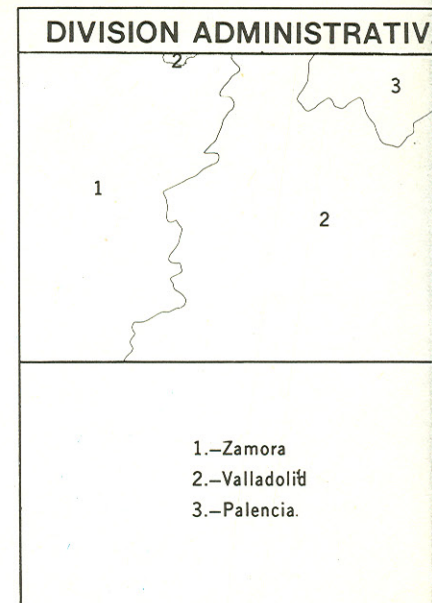 DIVISION ADMINISTRATIV
2
3
1
2
1.—Zamora
2.—Valladolid
3.—Palencia.